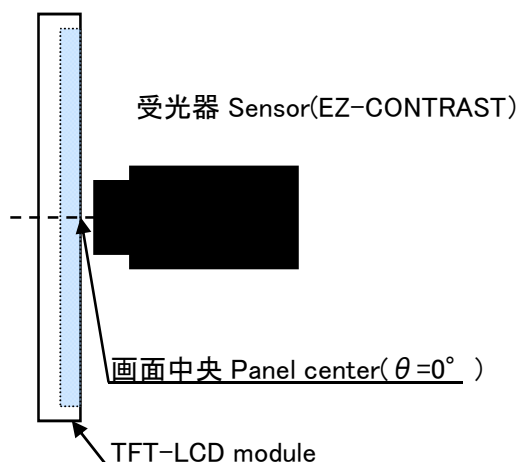 受光器 Sensor(EZ-CONTRAST)
画面中央 Panel center(θ=0°)
TFT-LCD module